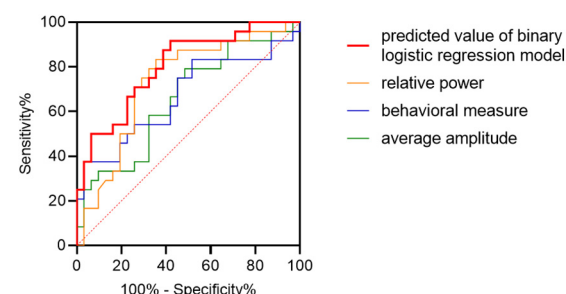 100
80
60
40
20
0
Sensitivity%
0 20 40 60 80 100
100% - Specificity%
predicted value of binary
logistic regression model
relative power
behavioral measure
average amplitude